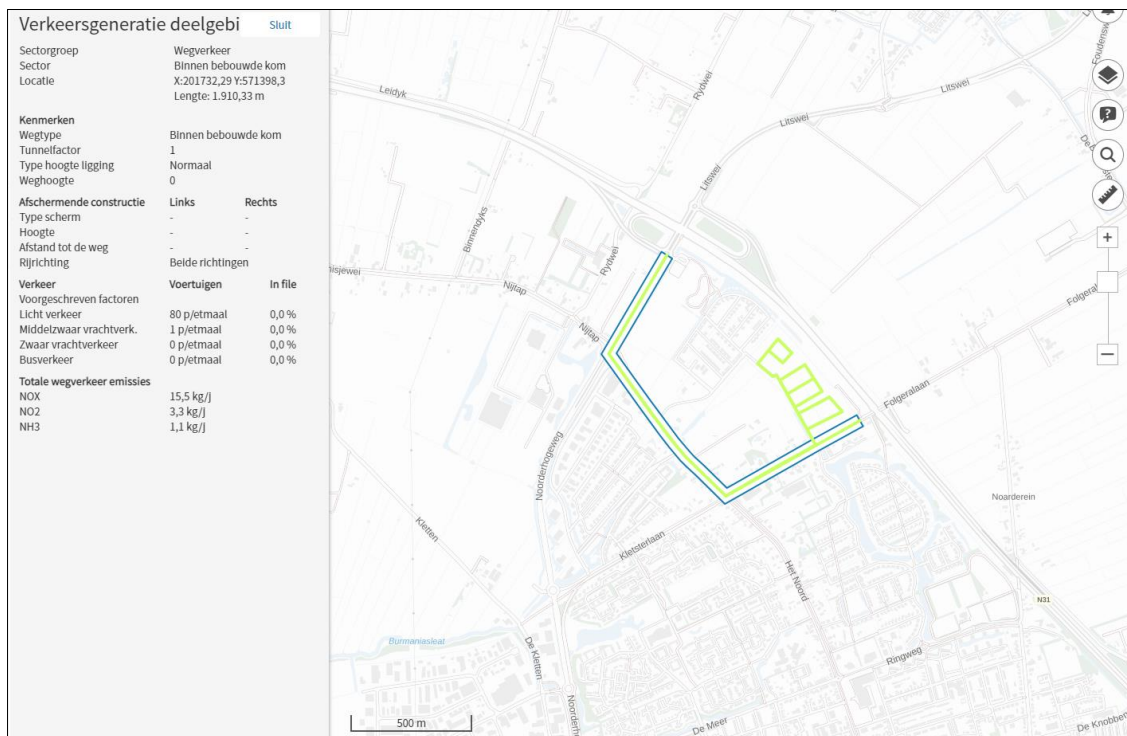 Verkeersgeneratie deelgebi Sluit
Sectorgroep Wegverkeer
Sector Binnen bebouwde kom
Locatie X:201732,29 Y:571398,3
Lengte: 1.910,33 m
Kenmerken
Wegtype Binnen bebouwde kom
Tunnelfactor 1
Type hoogte ligging Normaal
Weghoogte 0
Afschermende constructie Links Rechts
Type scherm - -
Hoogte - -
Afstand tot de weg - -
Rijrichting Beide richtingen
Verkeer Voertuigen In file
Voorgeschreven factoren
Licht verkeer 80 p/etmaal 0,0 %
Middelzwaar vrachtverk. 1 p/etmaal 0,0 %
Zwaar vrachtverkeer 0 p/etmaal 0,0 %
Busverkeer 0 p/etmaal 0,0 %
Totale wegverkeer emissies
NOX 15,5 kg/j
NO2 3,3 kg/j
NH3 1,1 kg/j
Leidyk
Rydwei
Litswei
Litswei
Litswei
Foudensw
De
Binnendyks
Rydwei
nisjewei
Nijtap
Nijtap
Folgeralaan
Folgera
Noorderhogeweg
Kletten
Kletsterlaan
Het Noord
Noarderein
N31
Burmaniasleat
De Kletten
Noorderh
Ringweg
De Meer
De Knobben
500 m
+
−
?